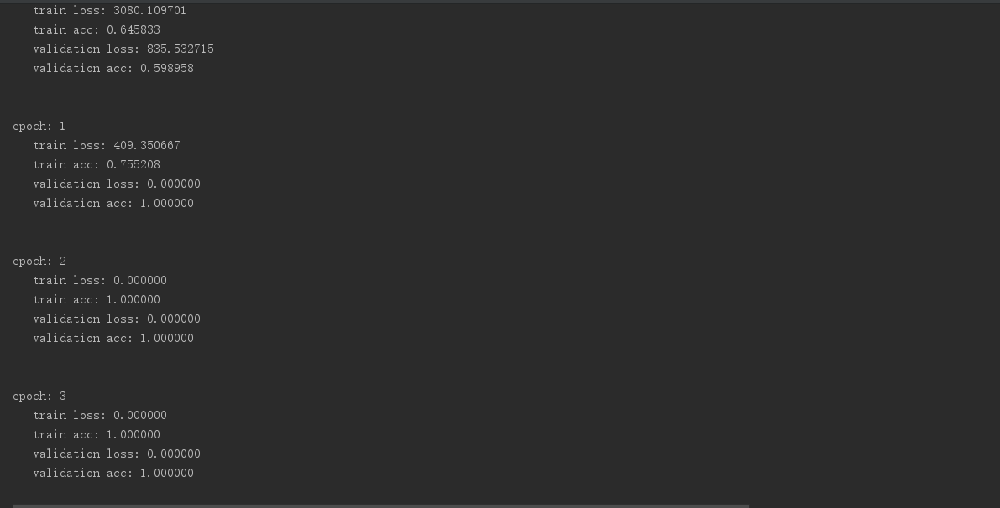 train loss: 3080.109701
train acc: 0.645833
validation loss: 835.532715
validation acc: 0.598958
epoch: 1
train loss: 409.350667
train acc: 0.755208
validation loss: 0.000000
validation acc: 1.000000
epoch: 2
train loss: 0.000000
train acc: 1.000000
validation loss: 0.000000
validation acc: 1.000000
epoch: 3
train loss: 0.000000
train acc: 1.000000
validation loss: 0.000000
validation acc: 1.000000